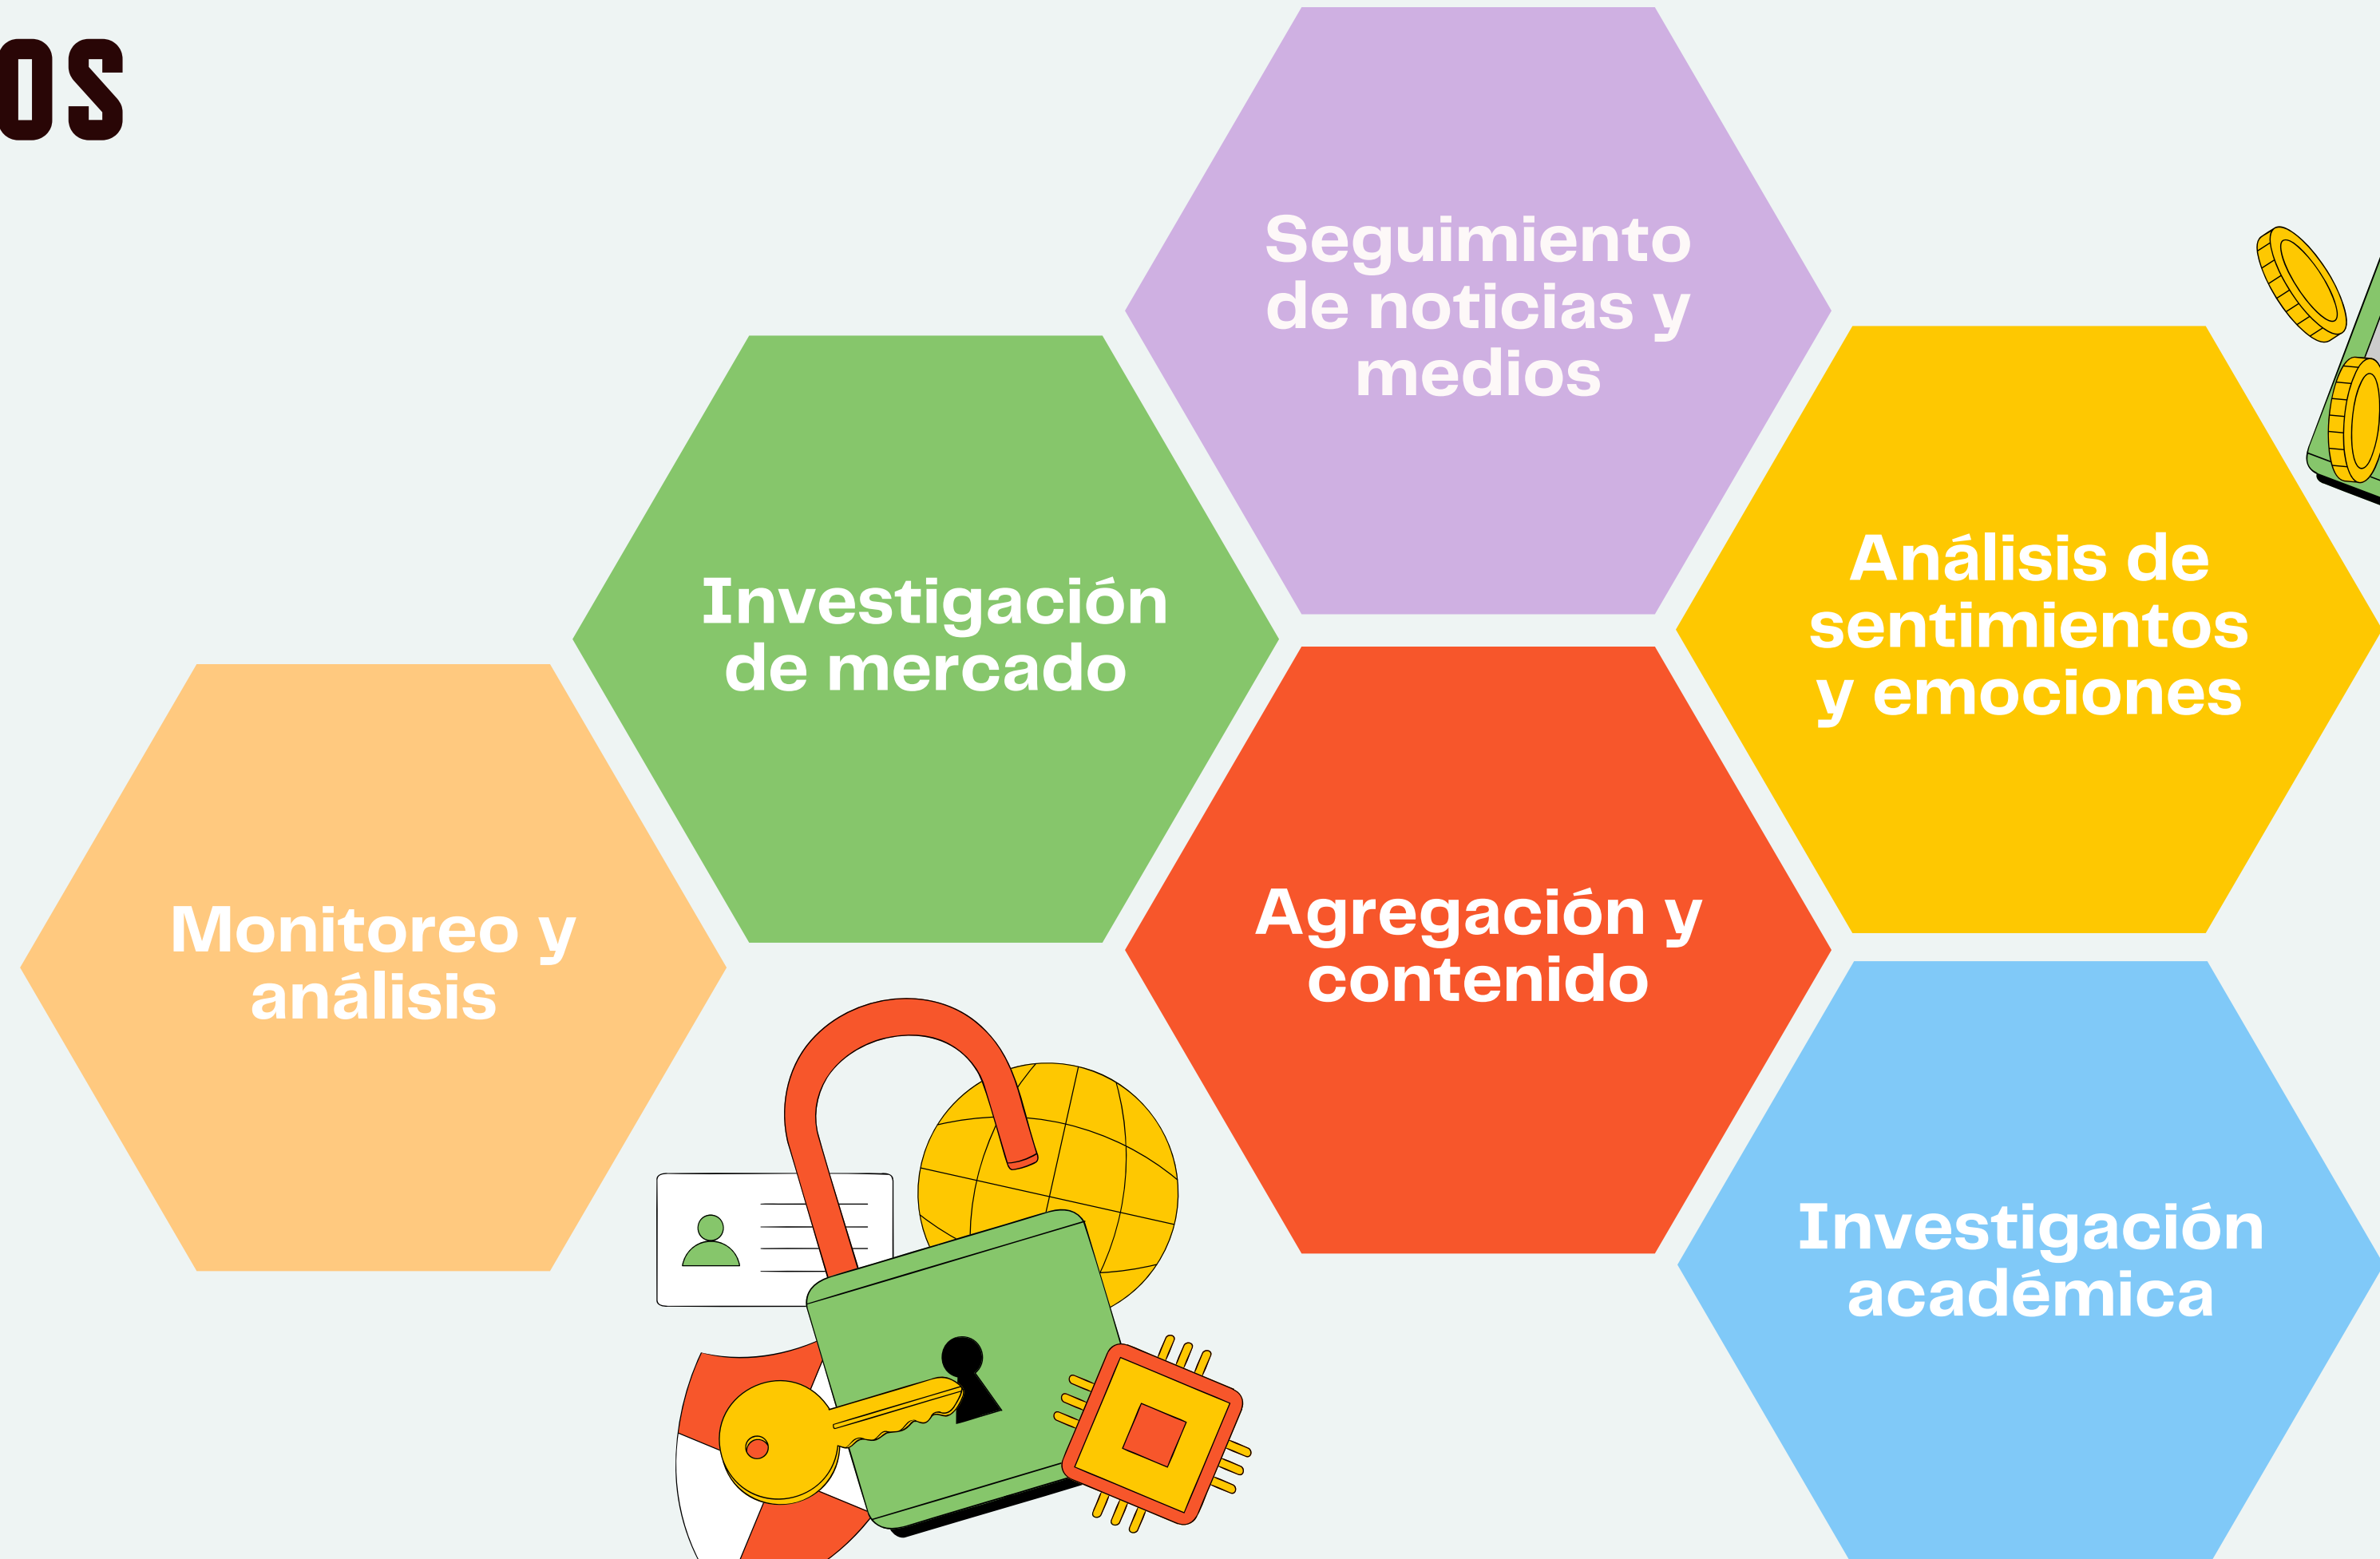 OS
Seguimiento
de noticias y
medios
Investigación
de mercado
Análisis de
sentimientos
y emociones
Monitoreo y
análisis
Agregación y
contenido
Investigación
académica